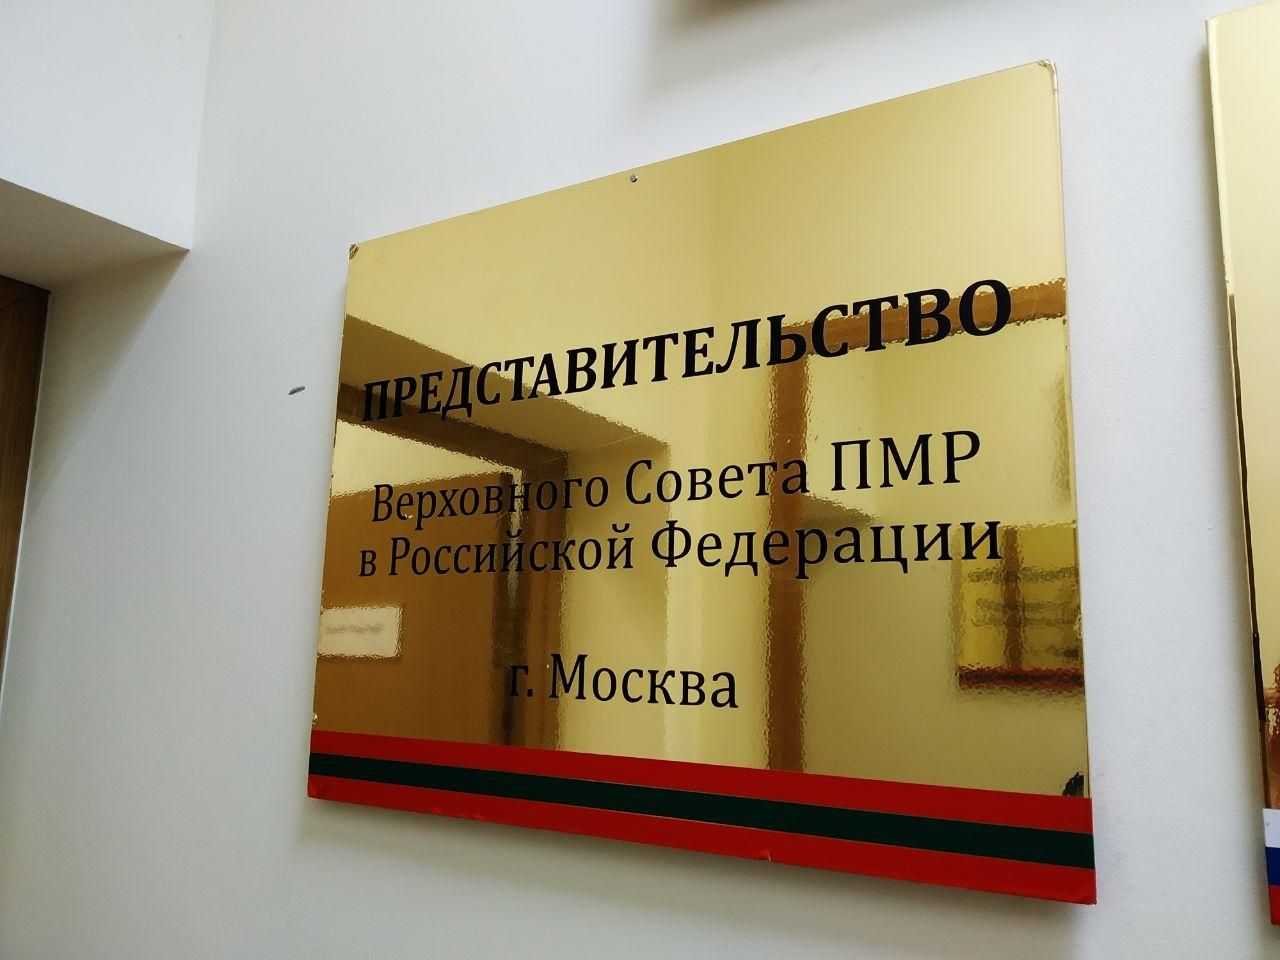 ПРЕДСТАВИТЕЛЬСТВО
Верховного Совета ПМР
в Российской Федерации
г. Москва